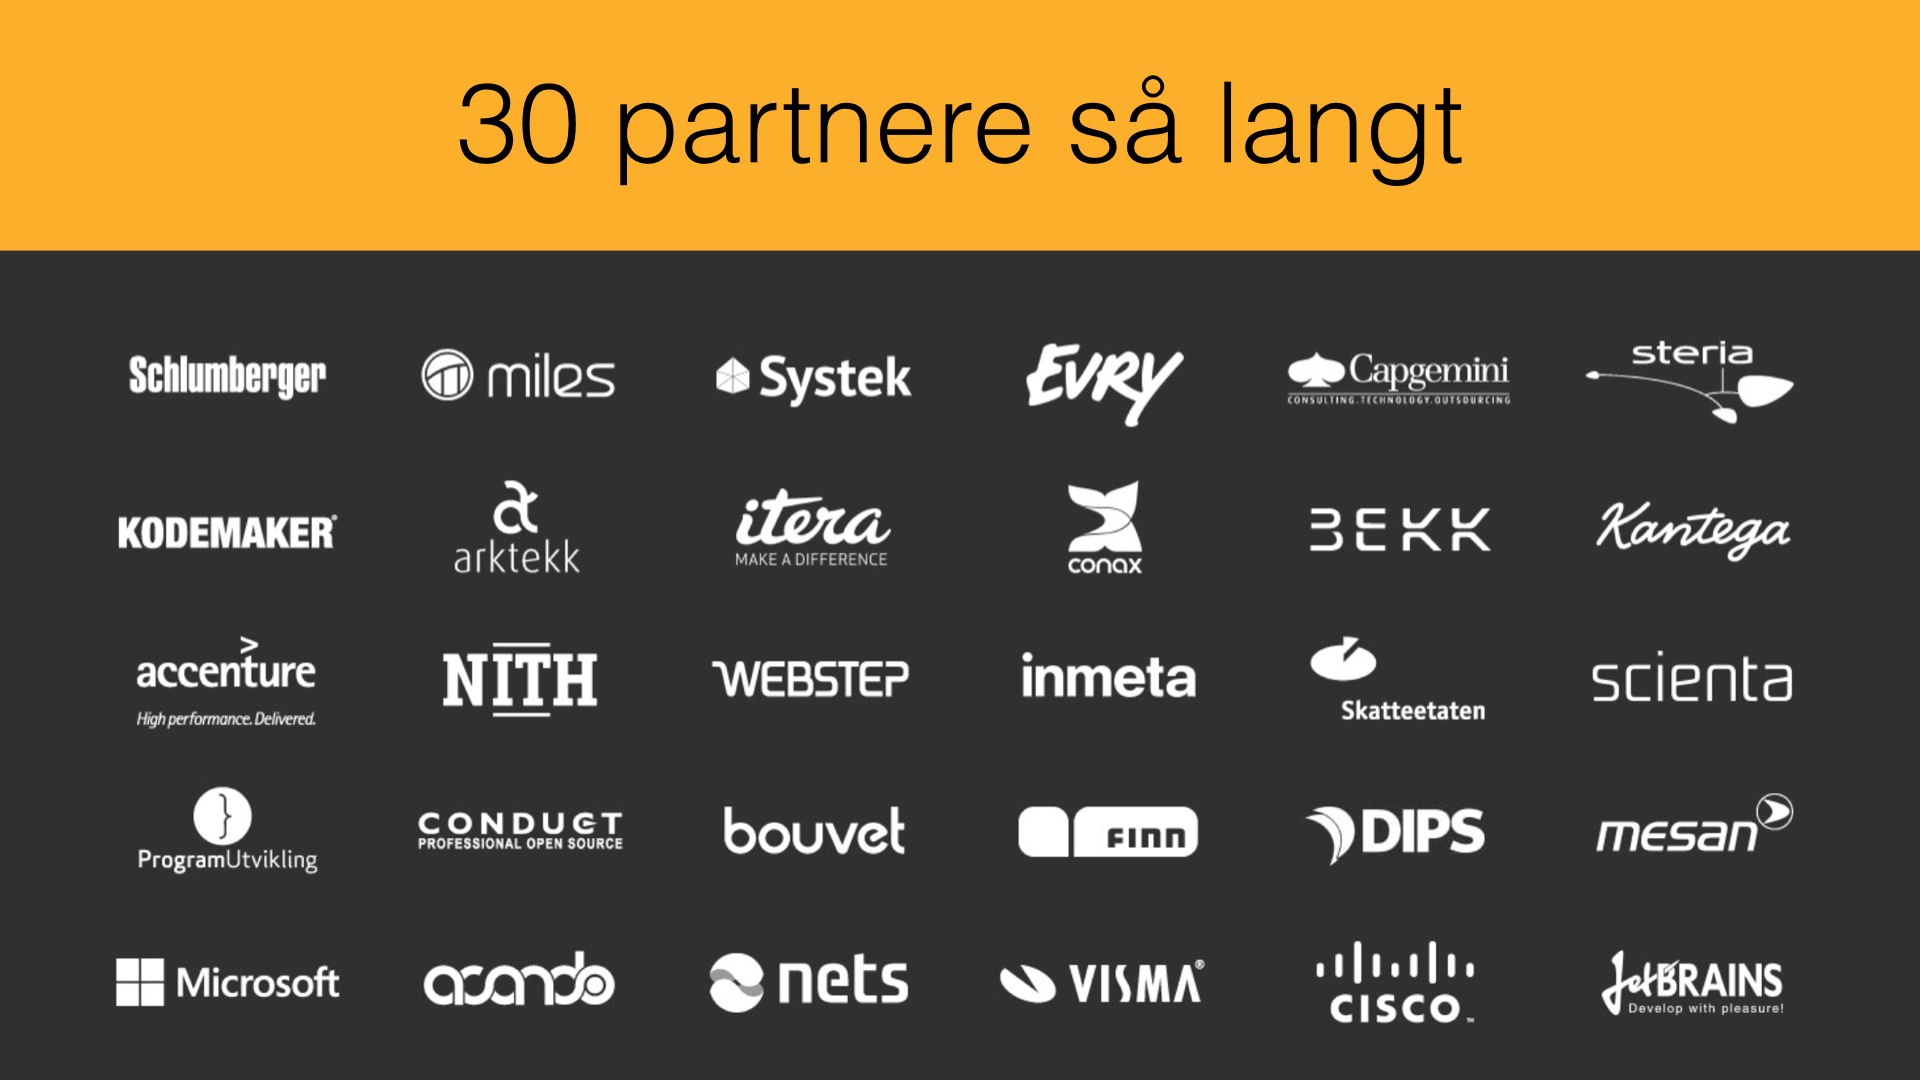 30 partnere så langt
Schlumberger
miles
Systek
EVRY
Capgemini
CONSULTING.TECHNOLOGY.OUTSOURCING
steria
KODEMAKER®
arktekk
itera
MAKE A DIFFERENCE
conax
BEKK
Kantega
accenture
High performance. Delivered.
NITH
WEBSTEP
inmeta
Skatteetaten
scienta
}
ProgramUtvikling
CONDUCT
PROFESSIONAL OPEN SOURCE
bouvet
FINN
DIPS
mesan
Microsoft
acando
nets
VISMA®
CISCO™
JetBRAINS
Develop with pleasure!